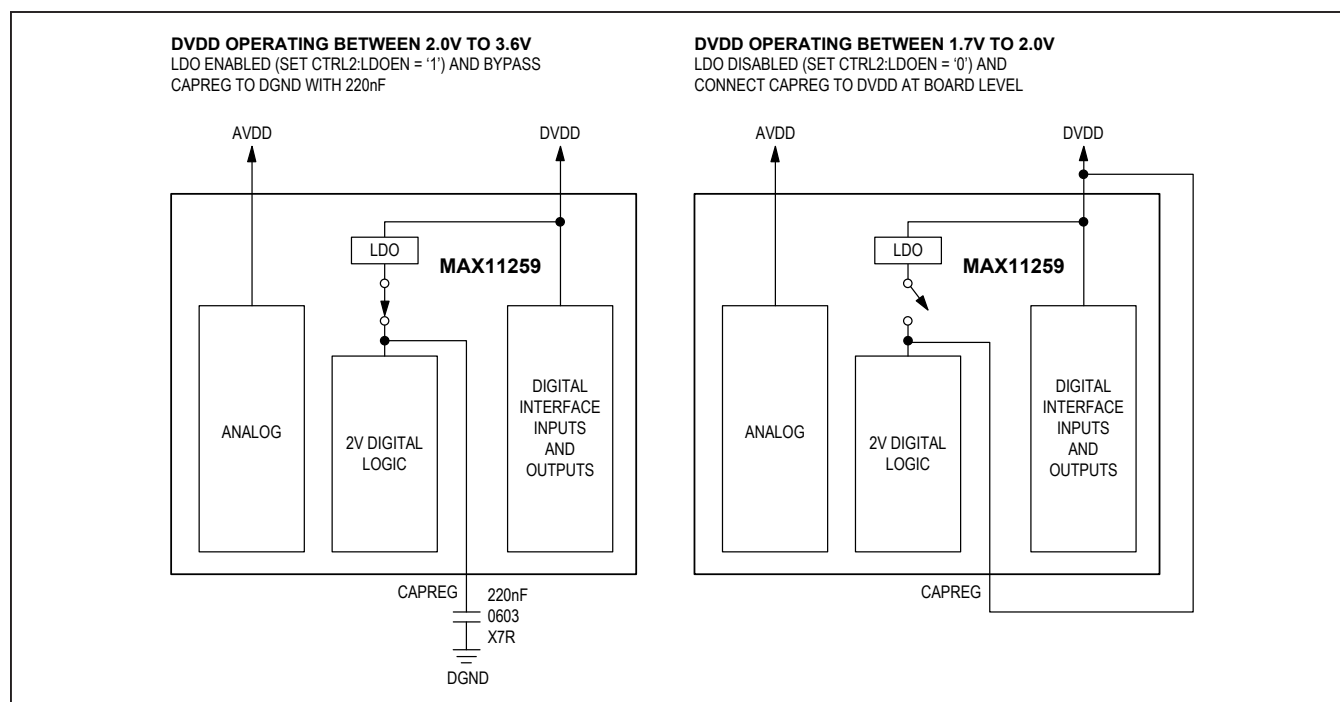 DVDD OPERATING BETWEEN 2.0V TO 3.6V
LDO ENABLED (SET CTRL2:LDOEN = ‘1’) AND BYPASS
CAPREG TO DGND WITH 220nF
AVDD
DVDD
LDO
MAX11259
ANALOG
2V DIGITAL
LOGIC
DIGITAL
INTERFACE
INPUTS
AND
OUTPUTS
CAPREG
220nF
0603
X7R
DGND
DVDD OPERATING BETWEEN 1.7V TO 2.0V
LDO DISABLED (SET CTRL2:LDOEN = ‘0’) AND
CONNECT CAPREG TO DVDD AT BOARD LEVEL
AVDD
DVDD
LDO
MAX11259
ANALOG
2V DIGITAL
LOGIC
DIGITAL
INTERFACE
INPUTS
AND
OUTPUTS
CAPREG